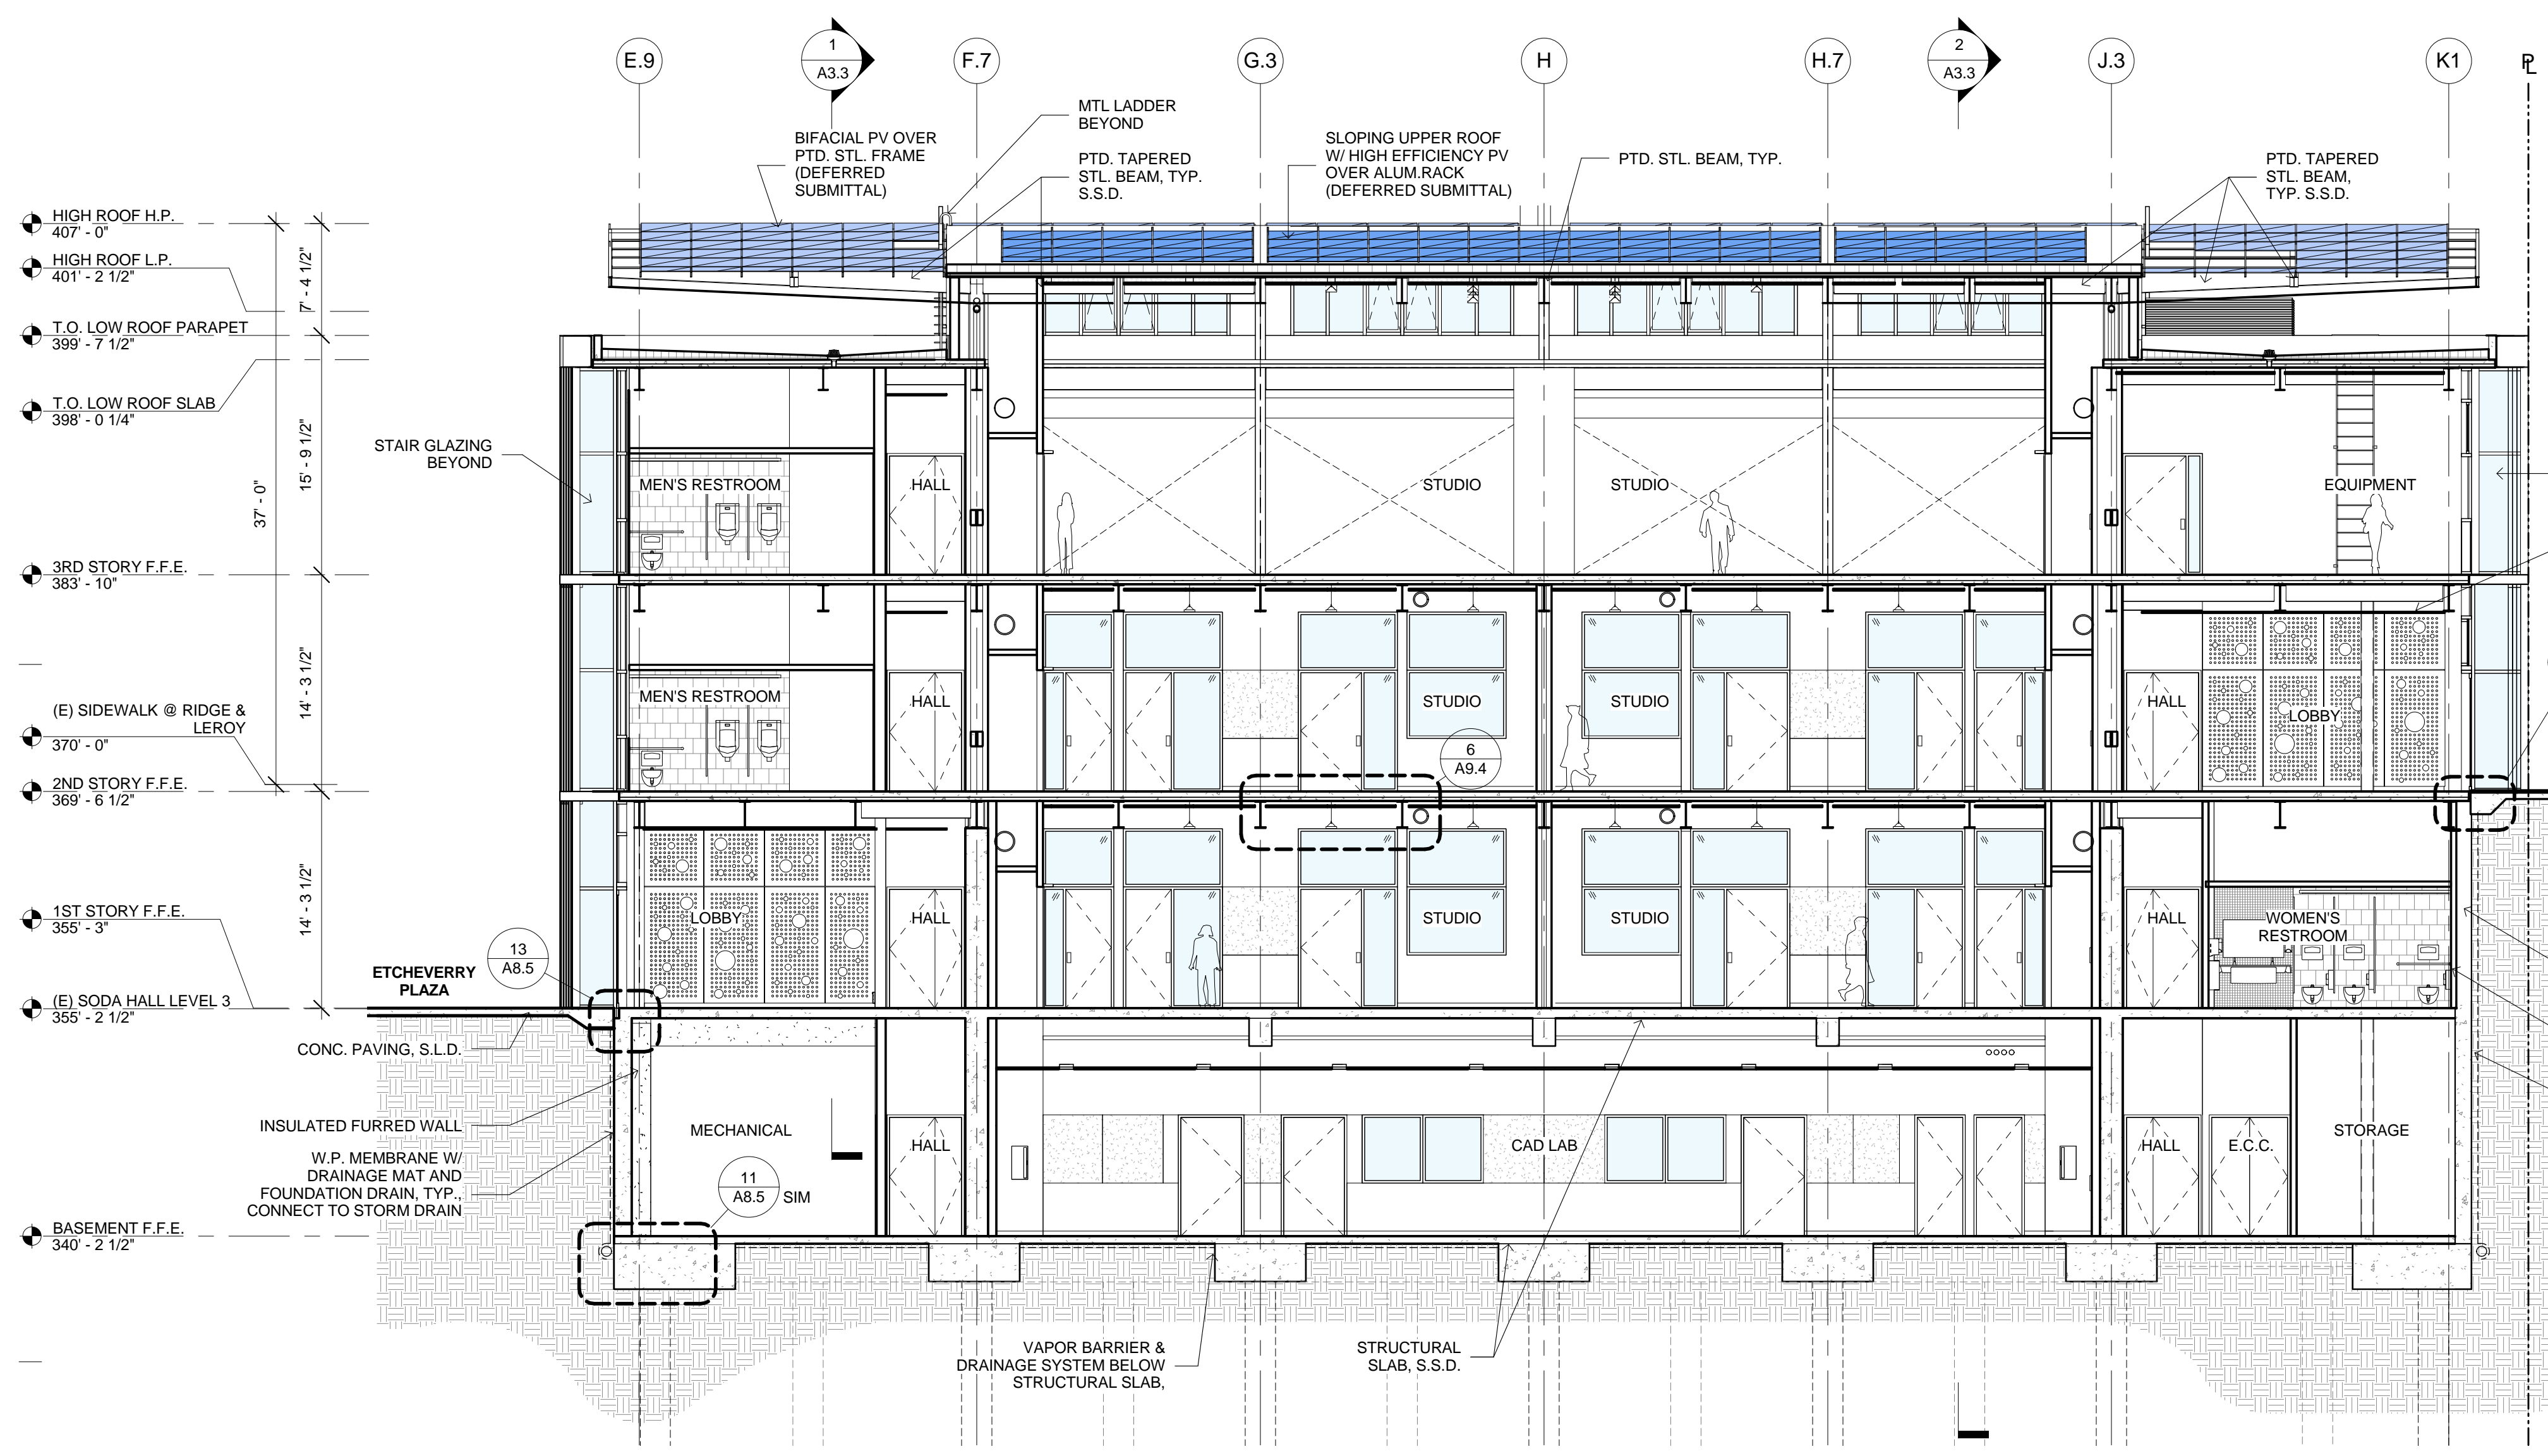 E.9
1
A3.3
F.7
G.3
H
H.7
2
A3.3
J.3
K1
PL
MTL LADDER
BEYOND
BIFACIAL PV OVER
PTD. STL. FRAME
(DEFERRED
SUBMITTAL)
PTD. TAPERED
STL. BEAM, TYP.
S.S.D.
SLOPING UPPER ROOF
W/ HIGH EFFICIENCY PV
OVER ALUM.RACK
(DEFERRED SUBMITTAL)
PTD. STL. BEAM, TYP.
PTD. TAPERED
STL. BEAM,
TYP. S.S.D.
HIGH ROOF H.P.
407' - 0"
HIGH ROOF L.P.
401' - 2 1/2"
T.O. LOW ROOF PARAPET
399' - 7 1/2"
T.O. LOW ROOF SLAB
398' - 0 1/4"
3RD STORY F.F.E.
383' - 10"
(E) SIDEWALK @ RIDGE &
LEROY
370' - 0"
2ND STORY F.F.E.
369' - 6 1/2"
1ST STORY F.F.E.
355' - 3"
(E) SODA HALL LEVEL 3
355' - 2 1/2"
BASEMENT F.F.E.
340' - 2 1/2"
7' - 4 1/2"
15' - 9 1/2"
37' - 0"
14' - 3 1/2"
14' - 3 1/2"
STAIR GLAZING
BEYOND
MEN'S RESTROOM
HALL
STUDIO
STUDIO
EQUIPMENT
MEN'S RESTROOM
HALL
STUDIO
STUDIO
HALL
LOBBY
6
A9.4
LOBBY
HALL
STUDIO
STUDIO
HALL
WOMEN'S
RESTROOM
13
A8.5
ETCHEVERRY
PLAZA
CONC. PAVING, S.L.D.
INSULATED FURRED WALL
W.P. MEMBRANE W/
DRAINAGE MAT AND
FOUNDATION DRAIN, TYP.,
CONNECT TO STORM DRAIN
MECHANICAL
HALL
CAD LAB
HALL
E.C.C.
STORAGE
11
A8.5
SIM
VAPOR BARRIER &
DRAINAGE SYSTEM BELOW
STRUCTURAL SLAB,
STRUCTURAL
SLAB, S.S.D.